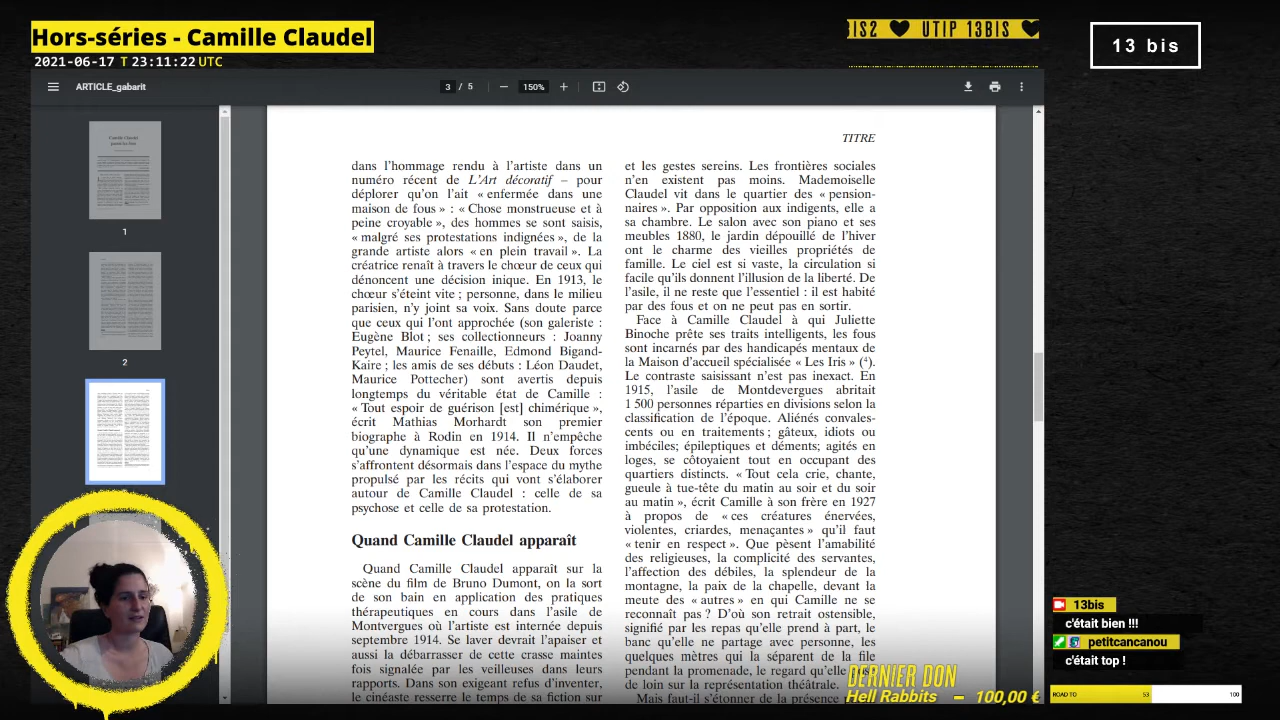 Hors-séries - Camille Claudel
2021-06-17 T 23:11:22 UTC
IS2 ♥ UTIP 13BIS ♥
13 bis
ARTICLE_gabarit
3 / 5
150%
1
2
TITRE
dans l'hommage rendu à l'artiste dans un
numéro récent de L'Art décoratif – pour
déplorer qu'on l'ait « enfermée dans une
maison de fous » : « Chose monstrueuse et à
peine croyable », des hommes se sont saisis,
« malgré ses protestations indignées », de la
grande artiste alors « en plein travail ». La
créatrice renaît à travers le chœur de ceux qui
dénoncent une décision inique. En 1913, le
chœur s'éteint vite ; personne, dans le milieu
parisien, n'y joint sa voix. Sans doute parce
que ceux qui l'ont approchée (son galeriste :
Eugène Blot ; ses collectionneurs : Joanny
Peytel, Maurice Fenaille, Edmond Bigand-
Kaire ; les amis de ses débuts : Léon Daudet,
Maurice Pottecher) sont avertis depuis
longtemps du véritable état de Camille :
« Tout espoir de guérison [est] chimérique »,
écrit Mathias Morhardt son premier
biographe à Rodin en 1914. Il n'empêche
qu'une dynamique est née. Deux forces
s'affrontent désormais dans l'espace du mythe
propulsé par les récits qui vont s'élaborer
autour de Camille Claudel : celle de sa
psychose et celle de sa protestation.
Quand Camille Claudel apparaît
Quand Camille Claudel apparaît sur la
scène du film de Bruno Dumont, on la sort
de son bain en application des pratiques
thérapeutiques en cours dans l'asile de
Montvergues où l'artiste est internée depuis
septembre 1914. Se laver devrait l'apaiser et
aussi la débarrasser de cette crasse maintes
fois signalée par les veilleuses dans leurs
rapports. Dans son exigeant refus d'inventer,
le cinéaste resserre le temps de sa fiction sur
et les gestes sereins. Les frontières sociales
n'en existent pas moins. Mademoiselle
Claudel vit dans le quartier des « pension-
naires ». Par opposition aux indigents, elle a
sa chambre. Le salon avec son piano et ses
meubles 1880, le jardin dépouillé de l'hiver
ont le charme des vieilles propriétés de
famille. Le ciel est si vaste, la circulation si
facile qu'ils donnent l'illusion de la liberté. De
l'asile, il ne reste que l'essentiel : il est habité
par des fous et on ne peut pas en sortir.
Face à Camille Claudel à qui Juliette
Binoche prête ses traits intelligents, les fous
sont incarnés par des handicapés mentaux de
la Maison d'accueil spécialisée « Les Iris » (⁴).
Le contraste saisissant n'est pas inexact. En
1915, l'asile de Montdevergues abritait
1 500 personnes réparties en divisions selon la
classification de l'époque. Aliénés convales-
cents ou en traitements ; gâteux, idiots ou
imbéciles; épileptiques et déments; agités en
loges, se côtoyaient tout en occupant des
quartiers distincts. « Tout cela crie, chante,
gueule à tue-tête du matin au soir et du soir
au matin », écrit Camille à son frère en 1927
à propos de « ces créatures énervées,
violentes, criardes, menaçantes » qu'il faut
« tenir en respect ». Que pèsent l'amabilité
des religieuses, la complicité des servantes,
l'affection des débiles, la splendeur de la
montagne, la paix de la chapelle, devant la
meute des « autres » en qui Camille ne se
reconnaît pas ? D'où son retrait ostensible,
signifié par les repas qu'elle prend à part, le
banc qu'elle ne partage avec personne, les
quelques mètres qui la séparent de la file
pendant la promenade, le regard qu'elle
de loin sur la représentation théâtrale.
Mais faut-il s'étonner de la présence
DERNIER DON
Hell Rabbits – 100,00 €
13bis
c'était bien !!!
petitcancanou
c'était top !
ROAD TO 53 100